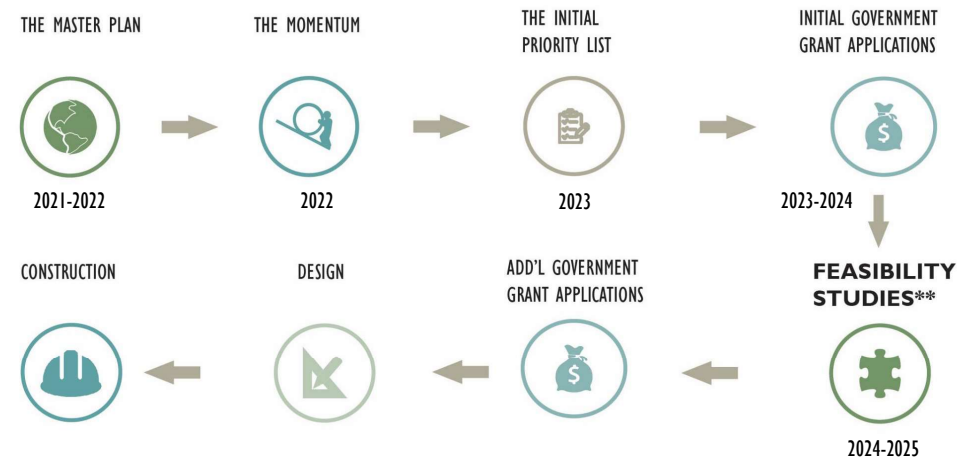 THE MASTER PLAN
2021-2022
THE MOMENTUM
2022
THE INITIAL
PRIORITY LIST
2023
INITIAL GOVERNMENT
GRANT APPLICATIONS
$
2023-2024
FEASIBILITY
STUDIES**
2024-2025
ADD'L GOVERNMENT
GRANT APPLICATIONS
$
DESIGN
CONSTRUCTION